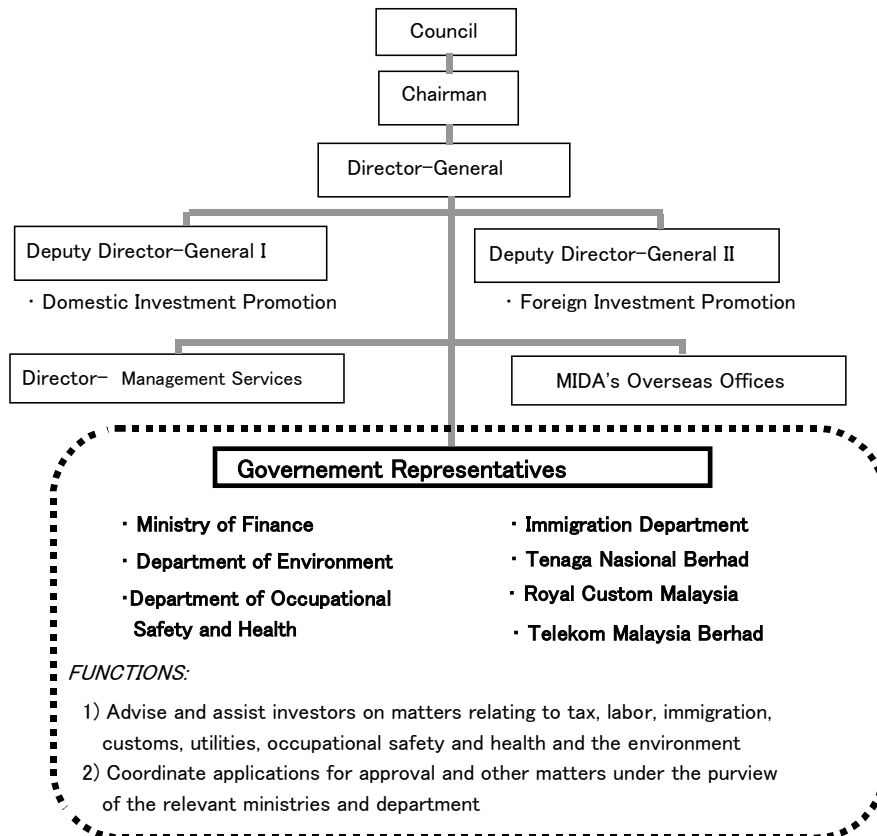 Council
Chairman
Director-General
Deputy Director-General I
Deputy Director-General II
・Domestic Investment Promotion
・Foreign Investment Promotion
Director- Management Services
MIDA's Overseas Offices
Governement Representatives
・Ministry of Finance
・Department of Environment
・Department of Occupational
Safety and Health
・Immigration Department
・Tenaga Nasional Berhad
・Royal Custom Malaysia
・Telekom Malaysia Berhad
FUNCTIONS:
1) Advise and assist investors on matters relating to tax, labor, immigration,
customs, utilities, occupational safety and health and the environment
2) Coordinate applications for approval and other matters under the purview
of the relevant ministries and department